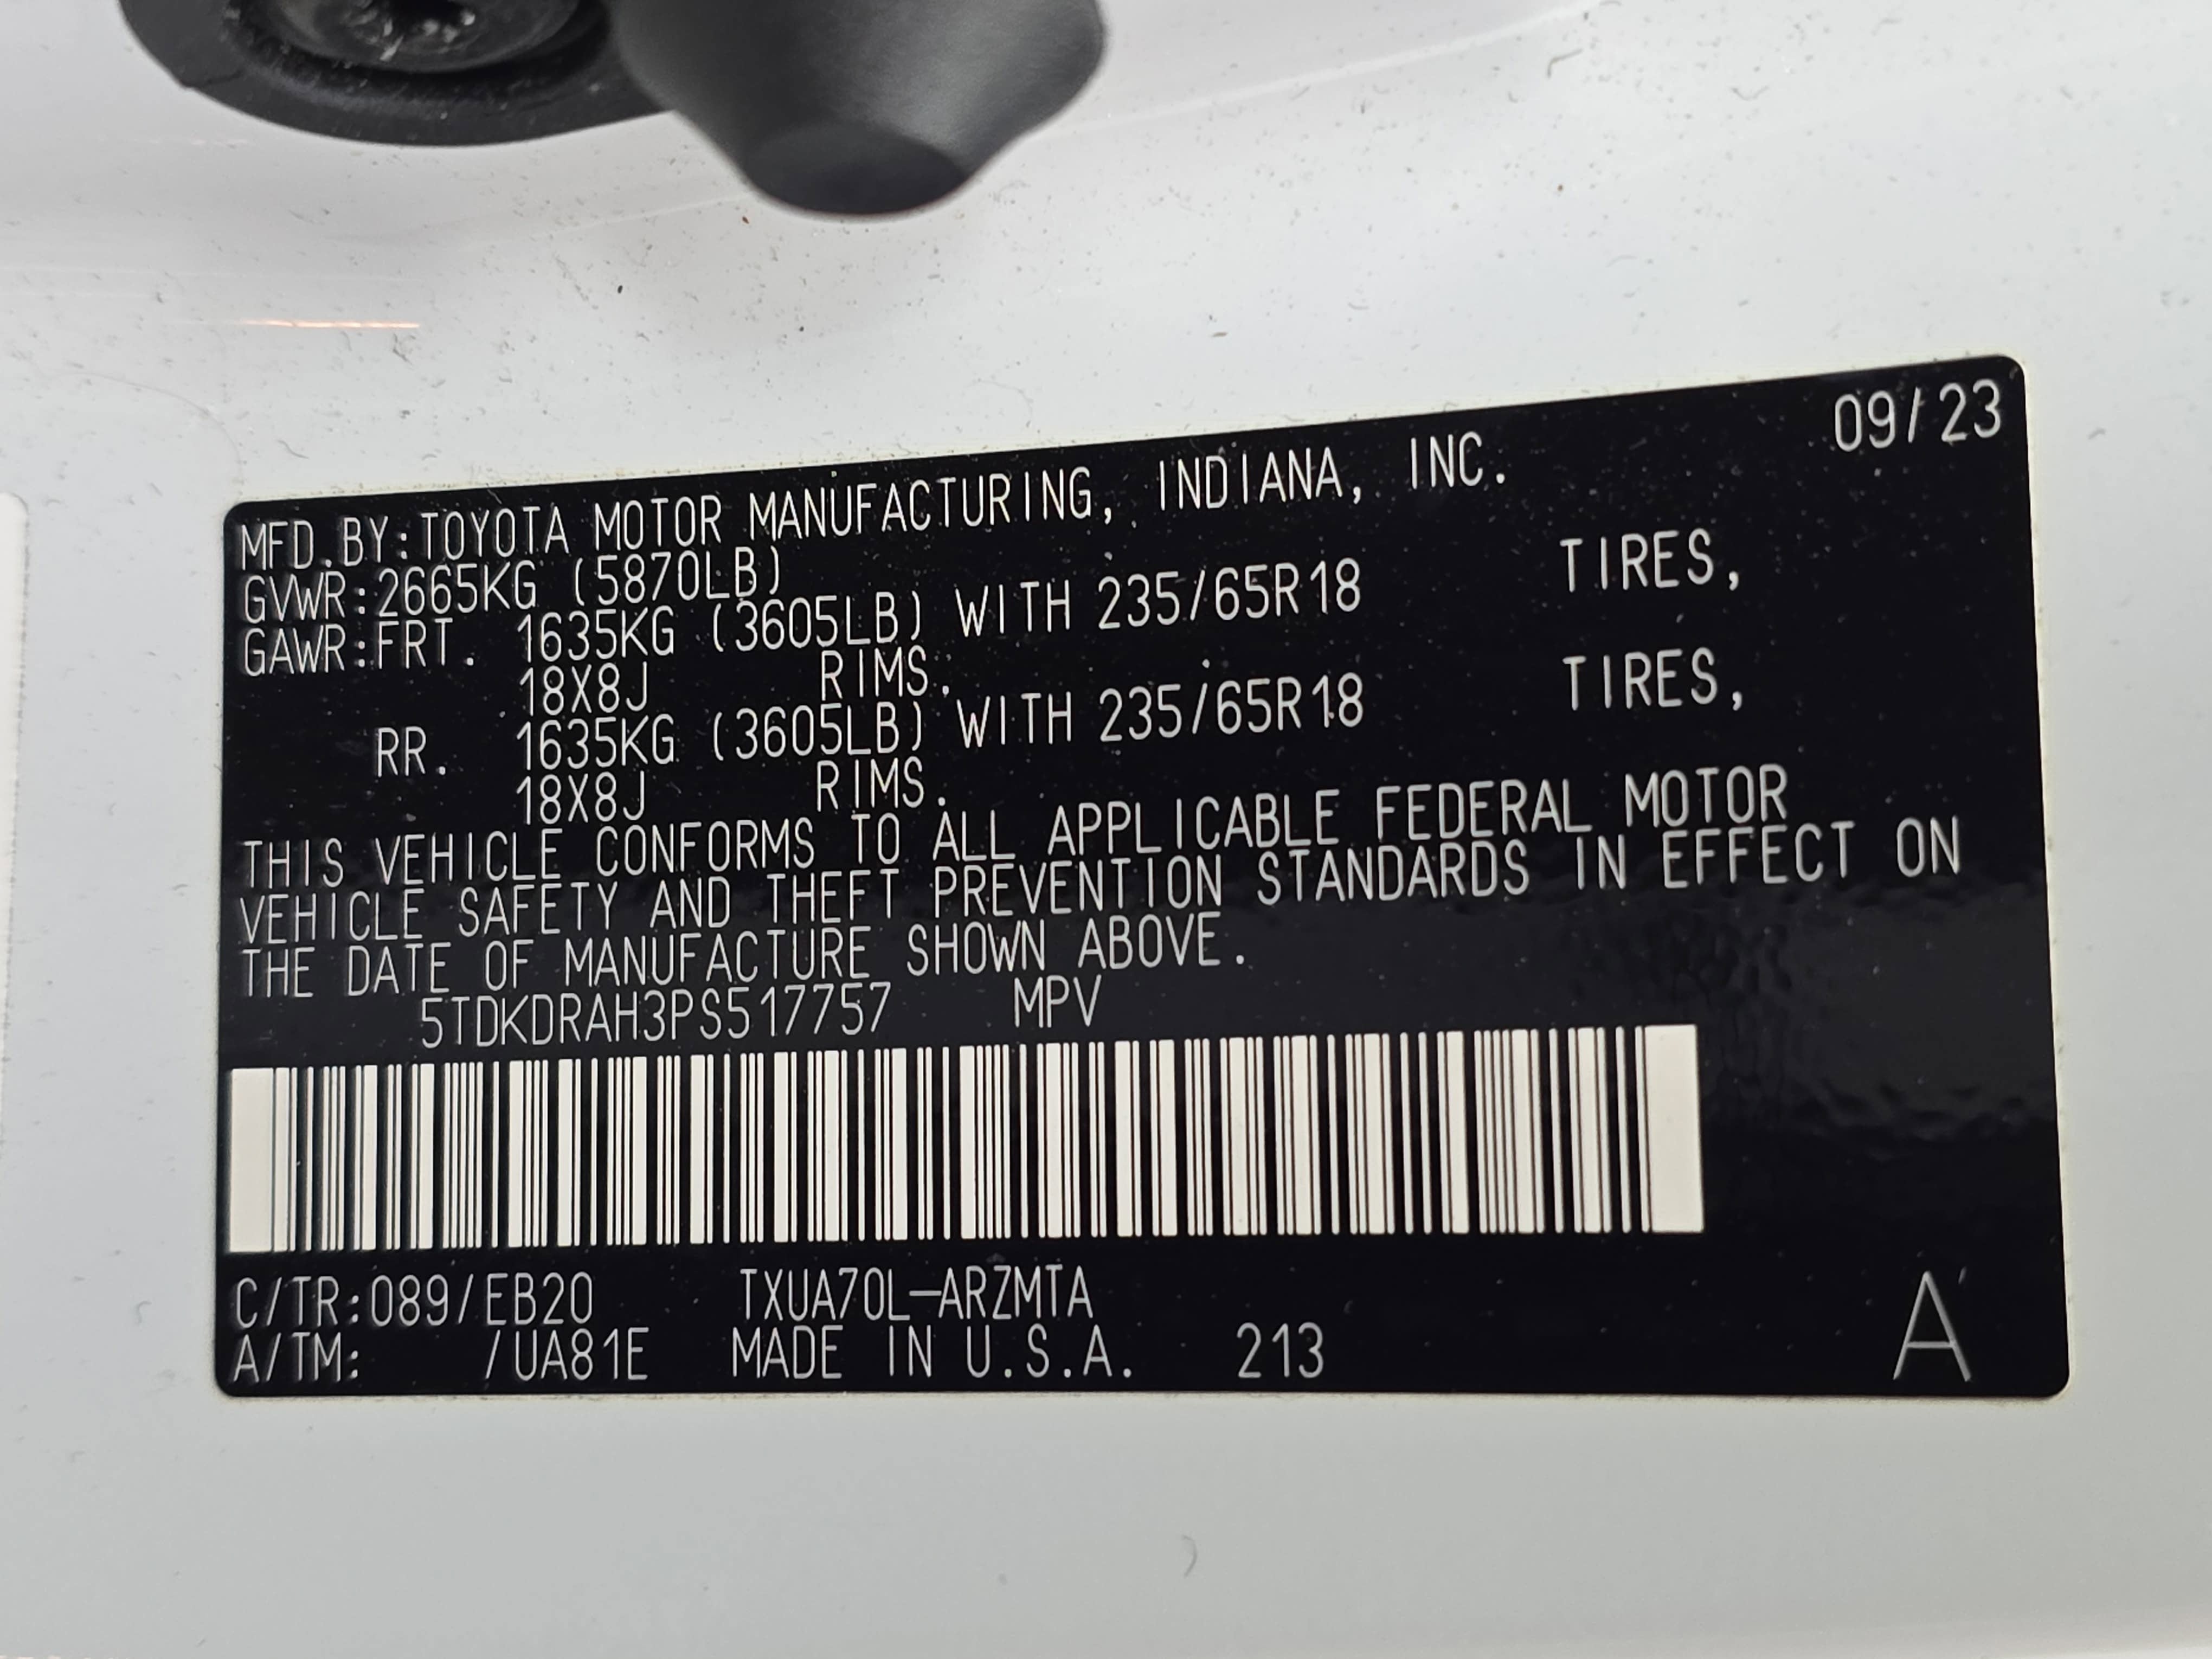 09/23
MFD.BY:TOYOTA MOTOR MANUFACTURING, INDIANA, INC.
GVWR:2665KG (5870LB)
GAWR:FRT. 1635KG (3605LB) WITH 235/65R18 TIRES,
18X8J RIMS.
RR. 1635KG (3605LB) WITH 235/65R18 TIRES,
18X8J RIMS.
THIS VEHICLE CONFORMS TO ALL APPLICABLE FEDERAL MOTOR
VEHICLE SAFETY AND THEFT PREVENTION STANDARDS IN EFFECT ON
THE DATE OF MANUFACTURE SHOWN ABOVE.
5TDKDRAH3PS517757 MPV
C/TR:089/EB20 TXUA70L-ARZMTA
A/TM: /UA81E MADE IN U.S.A. 213 A